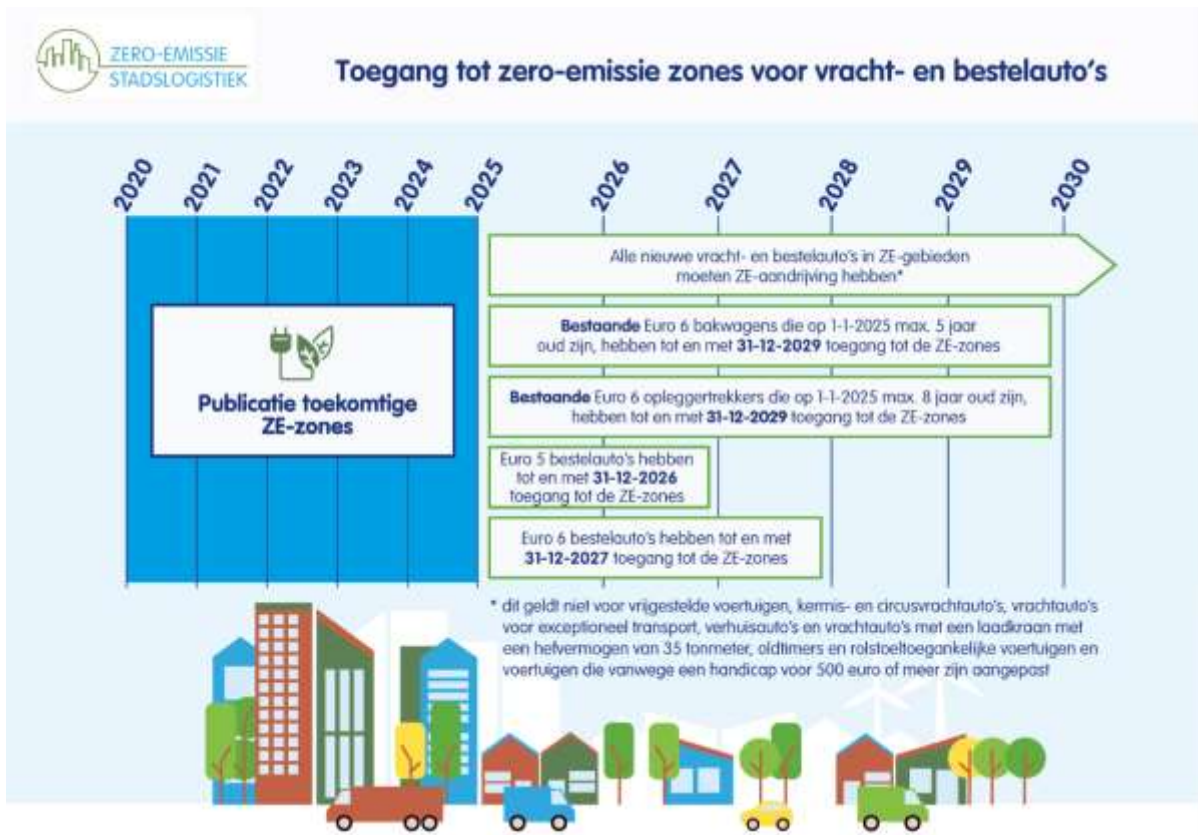 ZERO-EMISSIE
STADSLOGISTIEK
Toegang tot zero-emissie zones voor vracht- en bestelauto's
2020
2021
2022
2023
2024
2025
2026
2027
2028
2029
2030
Alle nieuwe vracht- en bestelauto's in ZE-gebieden
moeten ZE-aandrijving hebben*
Bestaande Euro 6 bakwagens die op 1-1-2025 max. 5 jaar
oud zijn, hebben tot en met 31-12-2029 toegang tot de ZE-zones
Publicatie toekomtige
ZE-zones
Bestaande Euro 6 opleggertrekkers die op 1-1-2025 max. 8 jaar oud zijn,
hebben tot en met 31-12-2029 toegang tot de ZE-zones
Euro 5 bestelauto's hebben
tot en met 31-12-2026
toegang tot de ZE-zones
Euro 6 bestelauto's hebben tot en met
31-12-2027 toegang tot de ZE-zones
* dit geldt niet voor vrijgestelde voertuigen, kermis- en circusvrachtauto's, vrachtauto's
voor exceptioneel transport, verhuisauto's en vrachtauto's met een laadkraan met
een hefvermogen van 35 tonmeter, oldtimers en rolstoeltoegankelijke voertuigen en
voertuigen die vanwege een handicap voor 500 euro of meer zijn aangepast